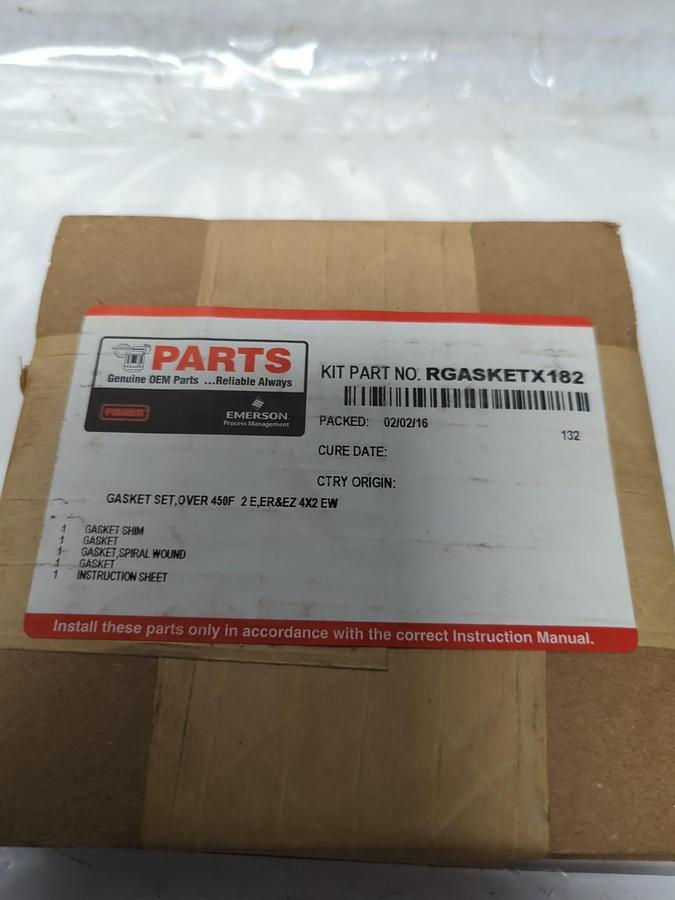 PARTS
Genuine OEM Parts ...Reliable Always
FISHER
EMERSON
Process Management
KIT PART NO. RGASKETX182
PACKED: 02/02/16
132
CURE DATE:
CTRY ORIGIN:
GASKET SET,OVER 450F 2 E,ER&EZ 4X2 EW
1 GASKET SHIM
1 GASKET
1 GASKET,SPIRAL WOUND
1 GASKET
1 INSTRUCTION SHEET
Install these parts only in accordance with the correct Instruction Manual.